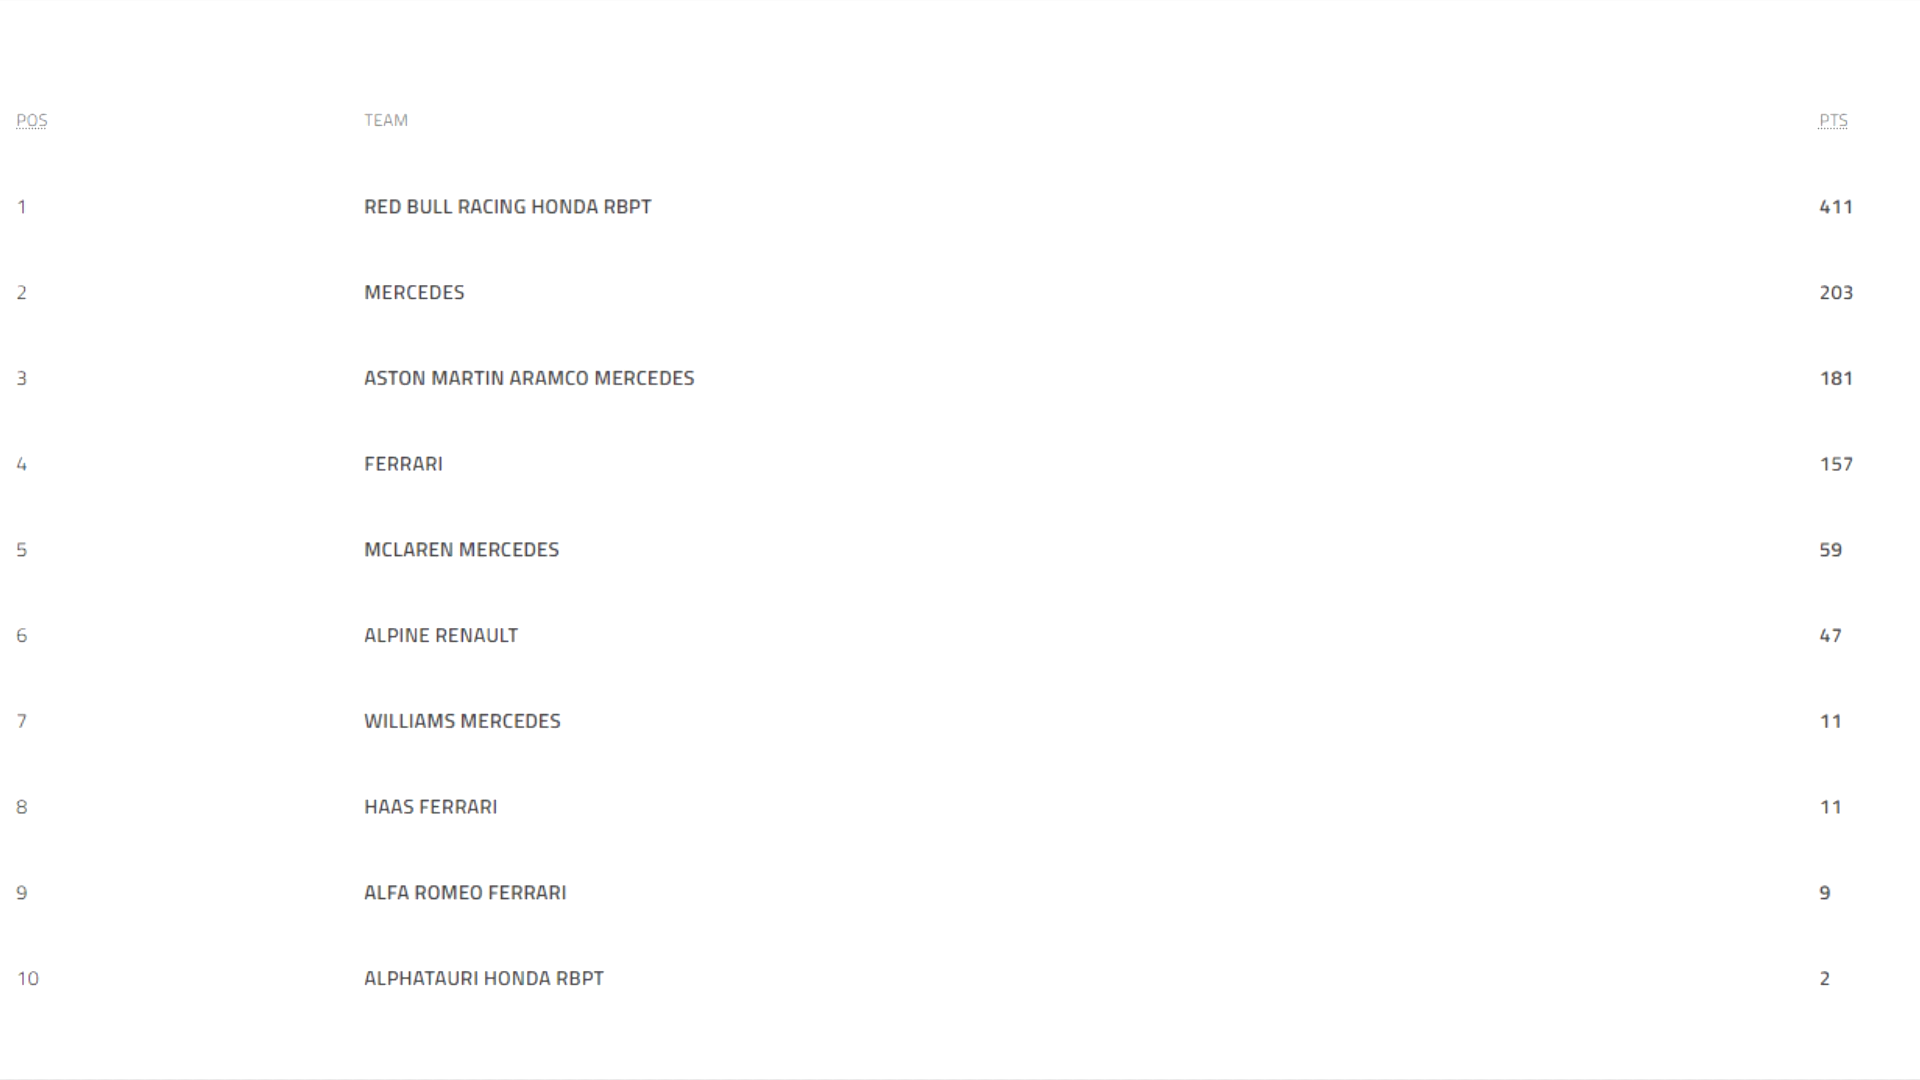 POS TEAM PTS
1 RED BULL RACING HONDA RBPT 411
2 MERCEDES 203
3 ASTON MARTIN ARAMCO MERCEDES 181
4 FERRARI 157
5 MCLAREN MERCEDES 59
6 ALPINE RENAULT 47
7 WILLIAMS MERCEDES 11
8 HAAS FERRARI 11
9 ALFA ROMEO FERRARI 9
10 ALPHATAURI HONDA RBPT 2